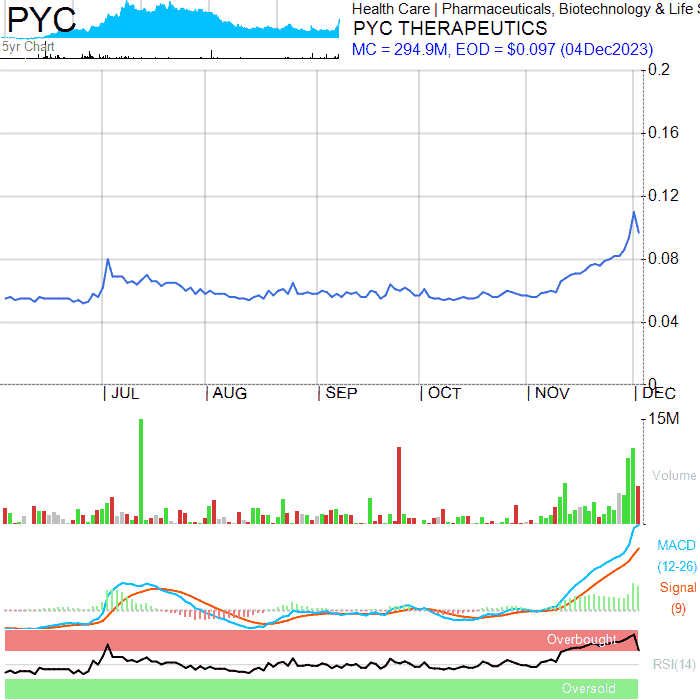 PYC
5yr Chart
Health Care | Pharmaceuticals, Biotechnology & Life S
PYC THERAPEUTICS
MC = 294.9M, EOD = $0.097 (04Dec2023)
0.2
0.16
0.12
0.08
0.04
0
JUL AUG SEP OCT NOV DEC
15M
Volume
MACD
(12-26)
Signal
(9)
Overbought
RSI(14)
Oversold